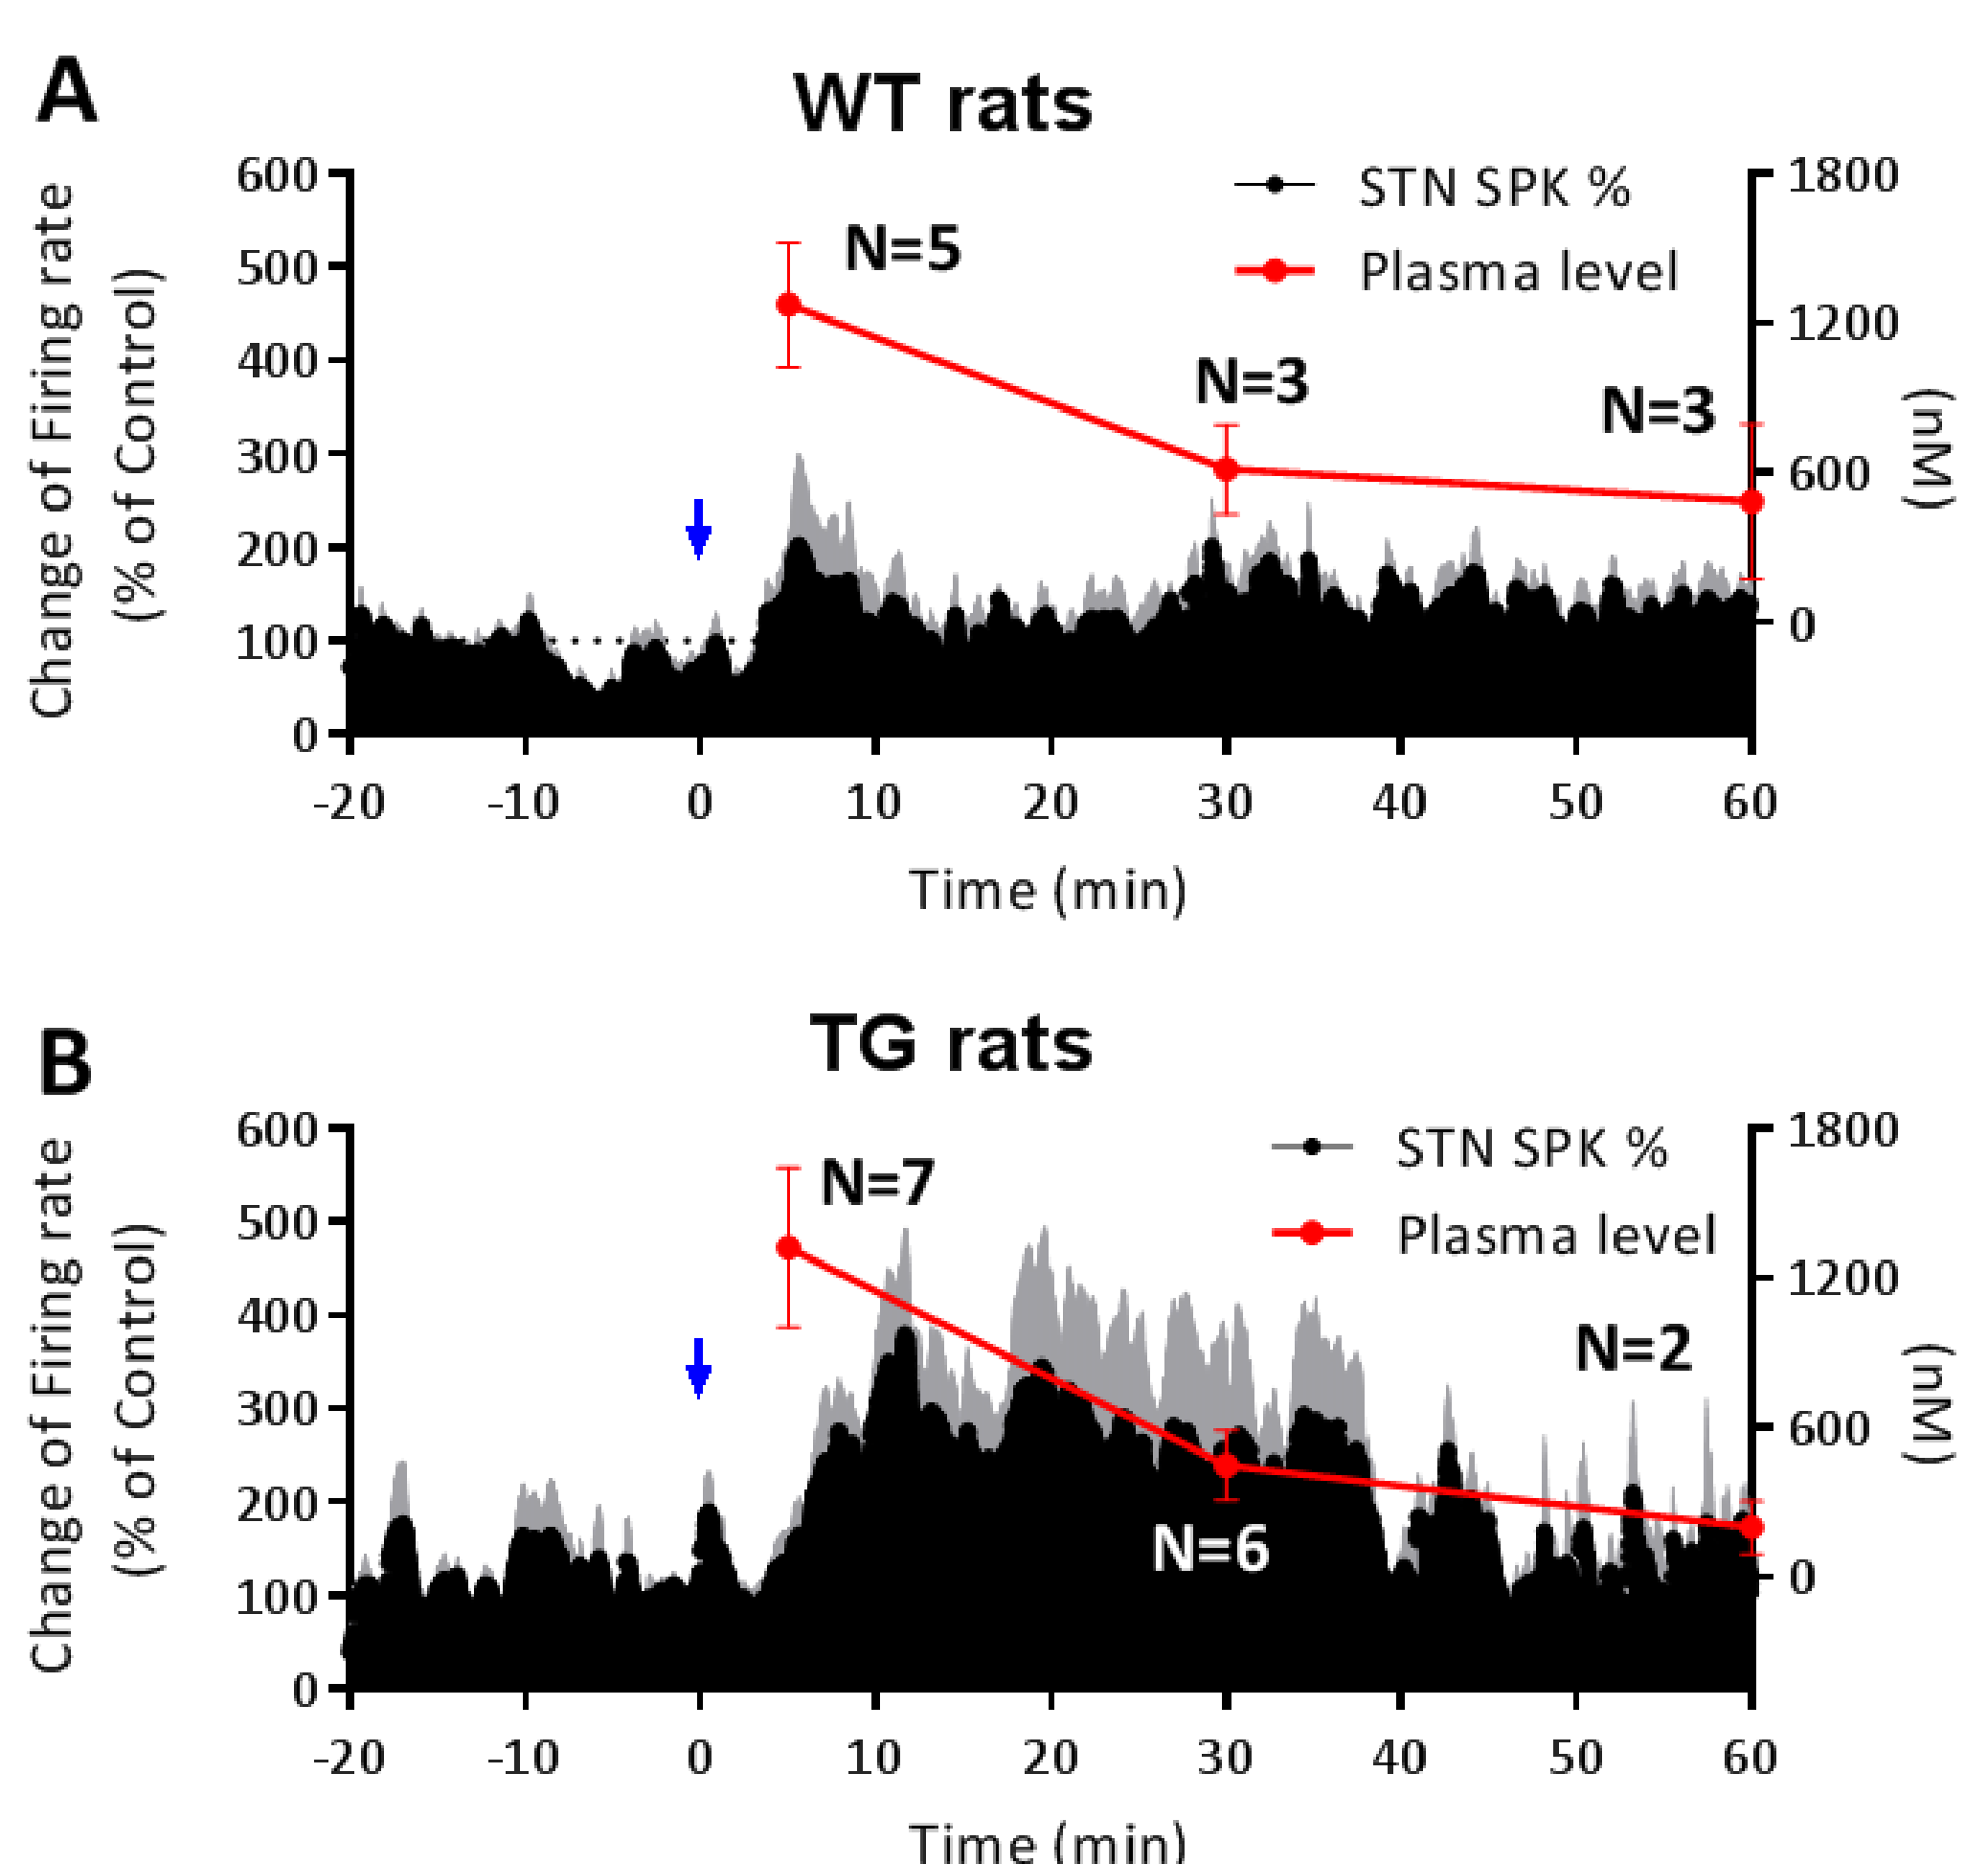 A
WT rats
Change of Firing rate
(% of Control)
600
500
400
300
200
100
0
STN SPK %
Plasma level
N=5
N=3
N=3
1800
1200
600
0
(nM)
-20 -10 0 10 20 30 40 50 60
Time (min)
B
TG rats
Change of Firing rate
(% of Control)
600
500
400
300
200
100
0
STN SPK %
Plasma level
N=7
N=6
N=2
1800
1200
600
0
(nM)
-20 -10 0 10 20 30 40 50 60
Time (min)